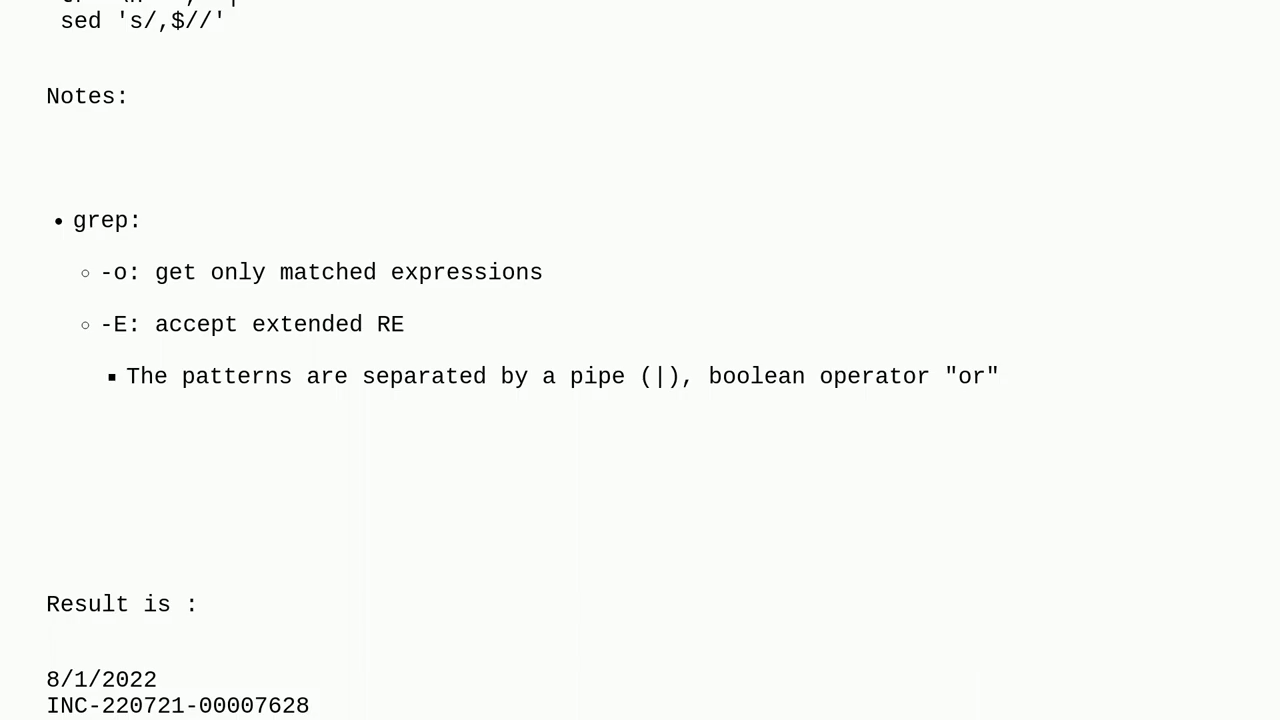 sed 's/,$//'
Notes:
• grep:
○ -o: get only matched expressions
○ -E: accept extended RE
▪ The patterns are separated by a pipe (|), boolean operator "or"
Result is :
8/1/2022
INC-220721-00007628